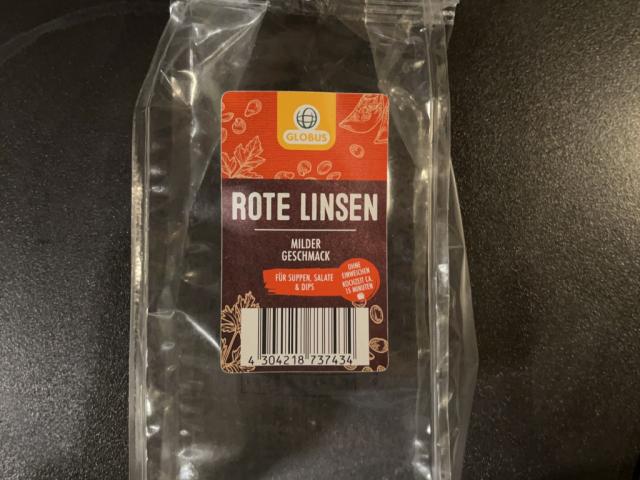 GLOBUS
ROTE LINSEN
MILDER
GESCHMACK
FÜR SUPPEN, SALATE
& DIPS
OHNE
EINWEICHEN
KOCHZEIT CA.
15 MINUTEN
4 304218 737434